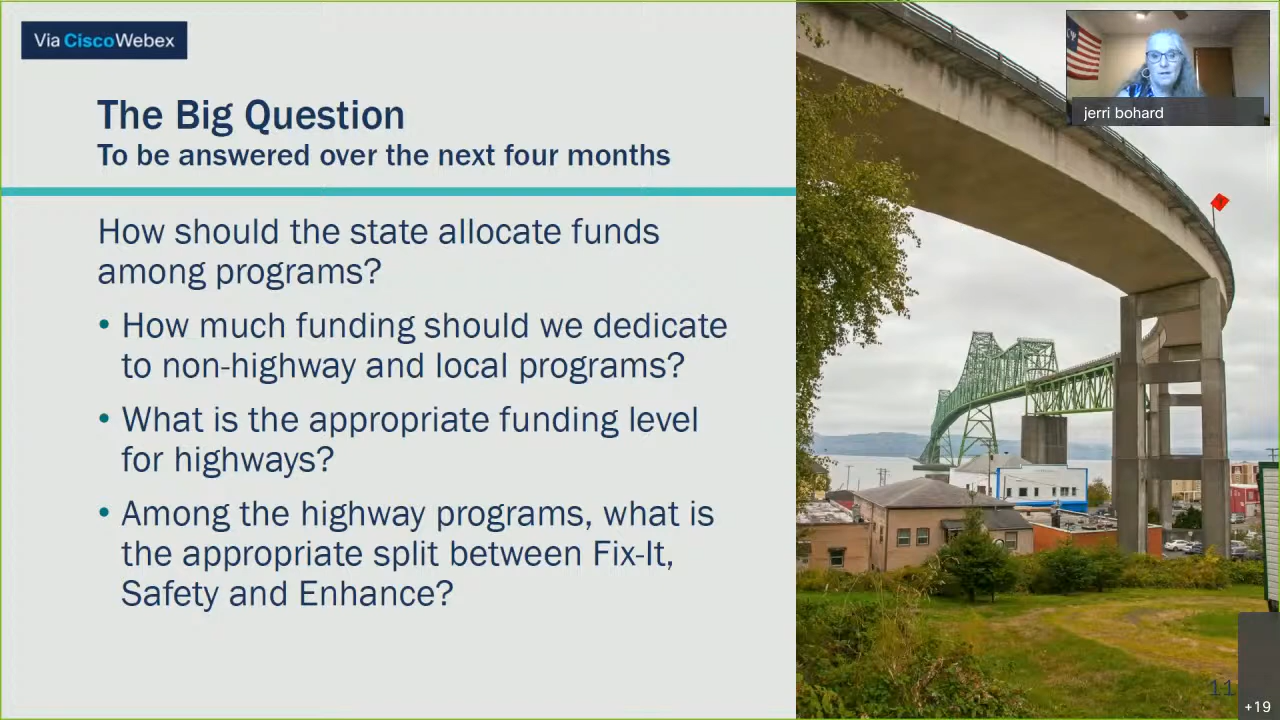 Via CiscoWebex
jerri bohard
The Big Question
To be answered over the next four months
How should the state allocate funds
among programs?
• How much funding should we dedicate
to non-highway and local programs?
• What is the appropriate funding level
for highways?
• Among the highway programs, what is
the appropriate split between Fix-It,
Safety and Enhance?
11
+19